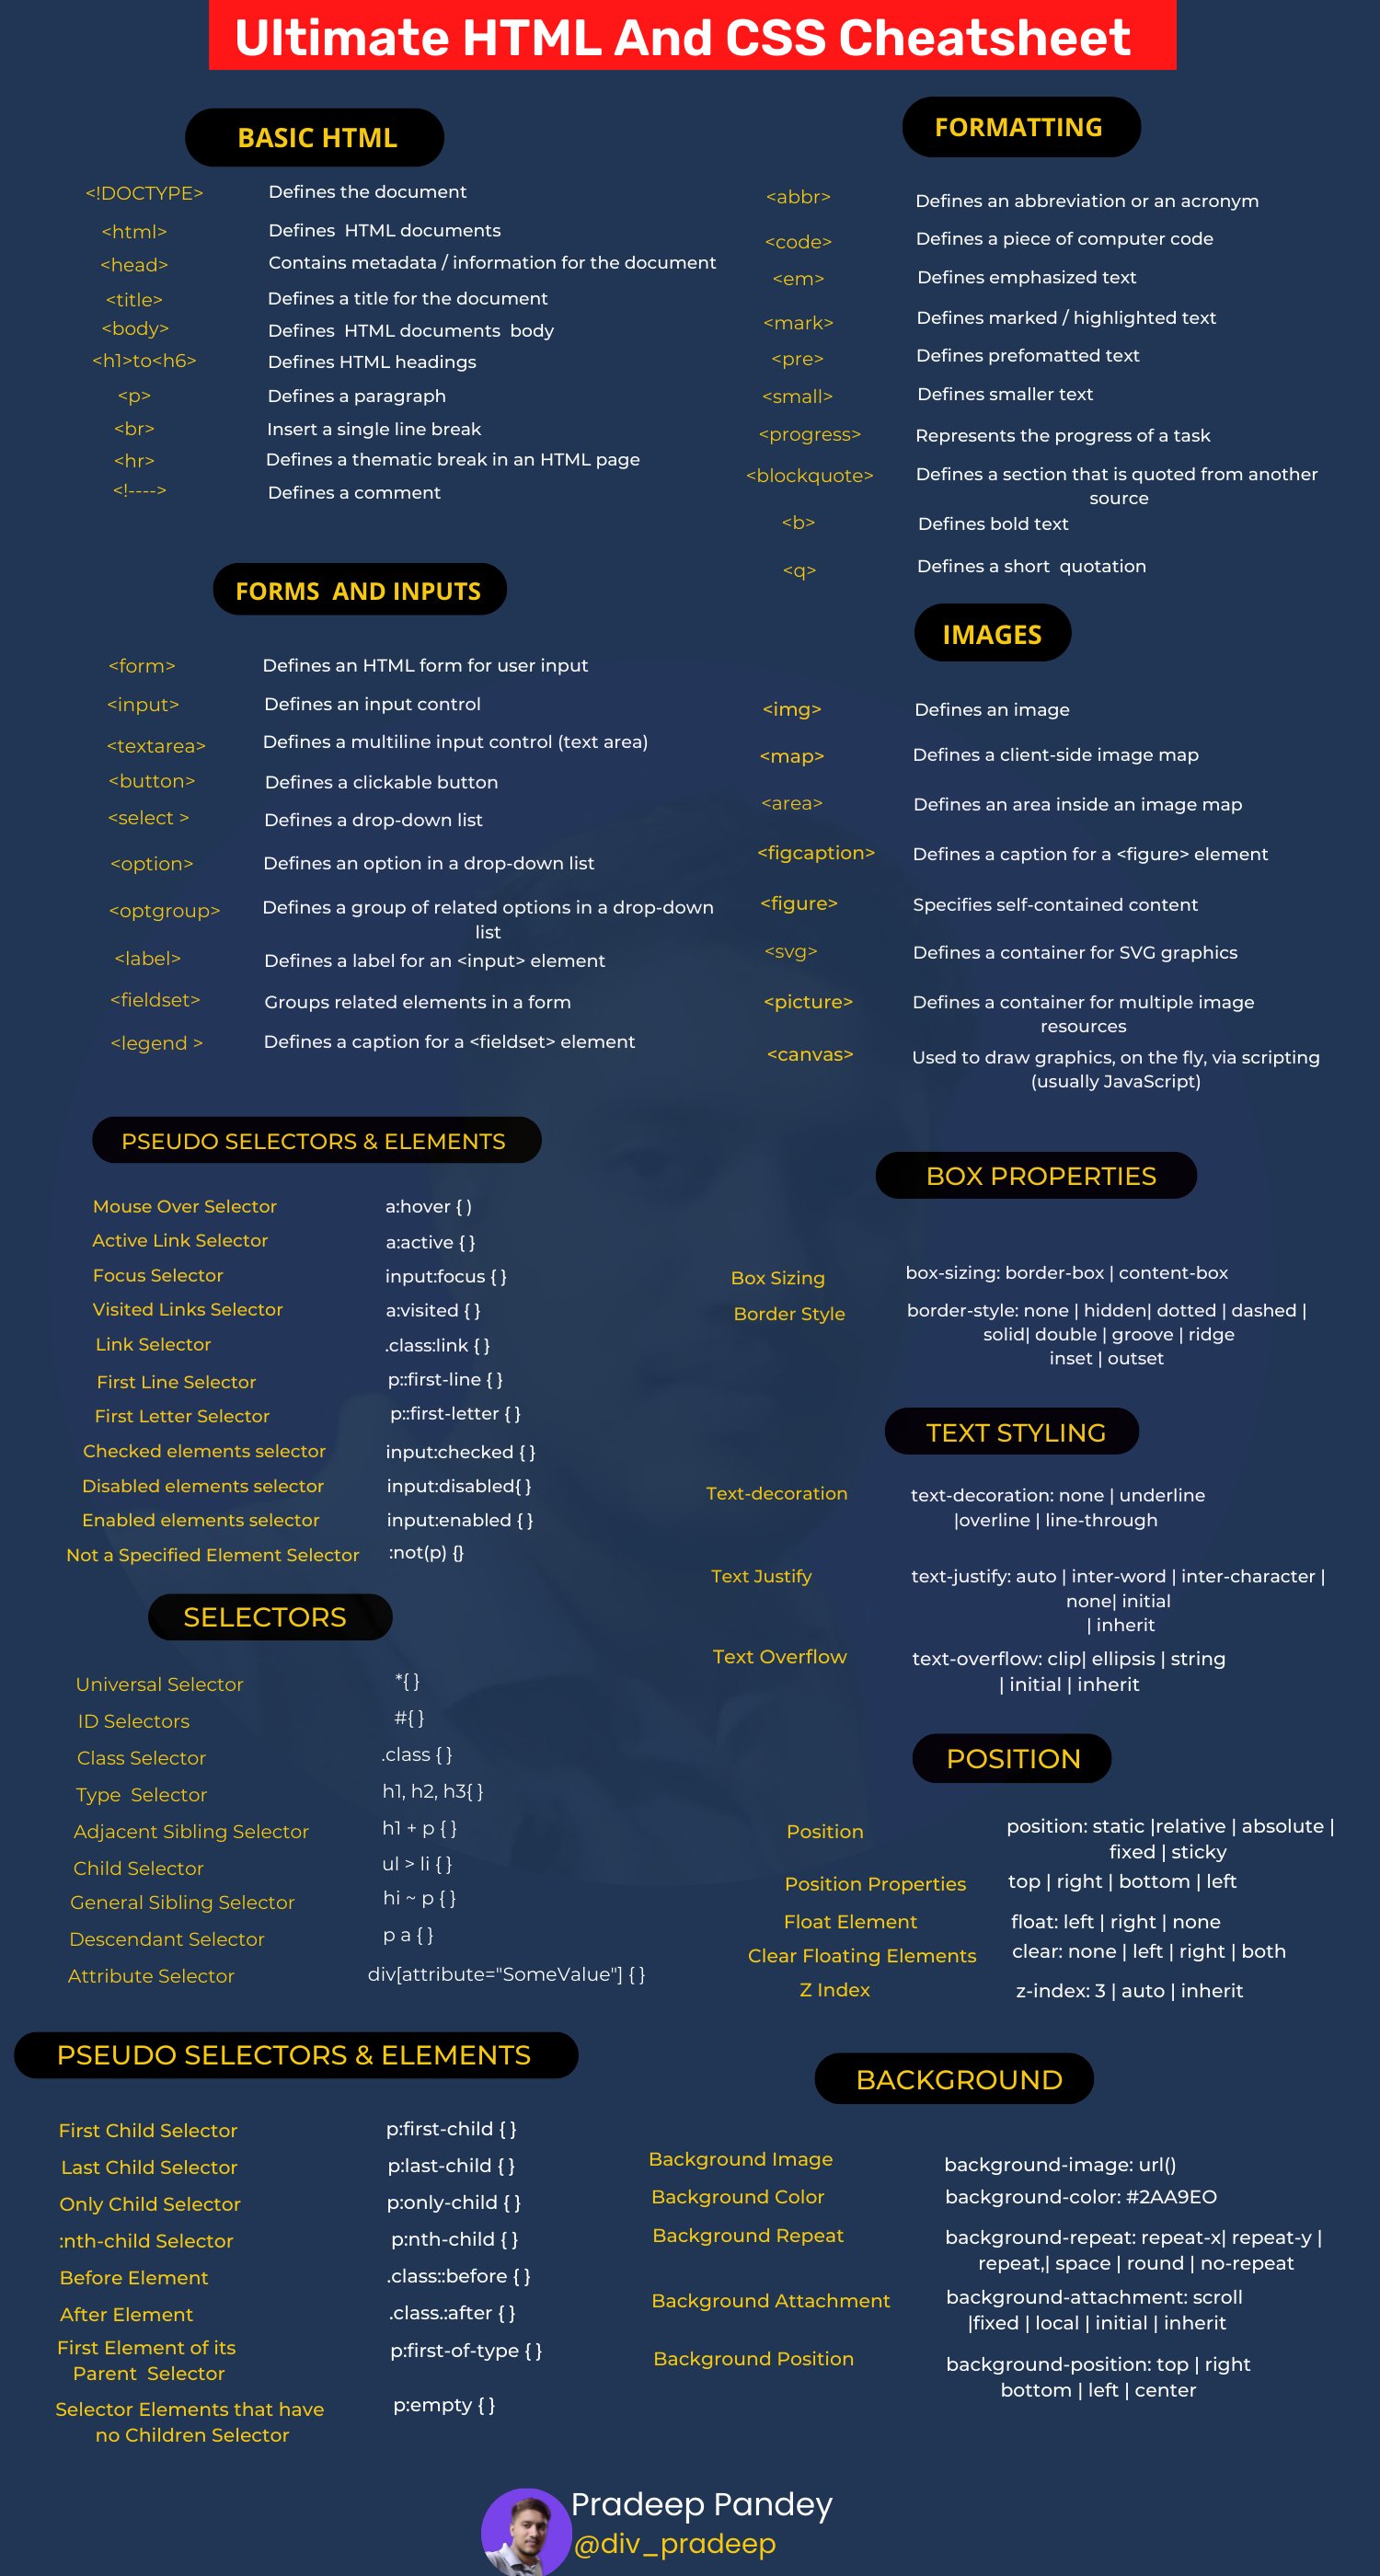 Ultimate HTML And CSS Cheatsheet
BASIC HTML
<!DOCTYPE> Defines the document
<html> Defines HTML documents
<head> Contains metadata / information for the document
<title> Defines a title for the document
<body> Defines HTML documents body
<h1>to<h6> Defines HTML headings
<p> Defines a paragraph
<br> Insert a single line break
<hr> Defines a thematic break in an HTML page
<!----> Defines a comment
FORMATTING
<abbr> Defines an abbreviation or an acronym
<code> Defines a piece of computer code
<em> Defines emphasized text
<mark> Defines marked / highlighted text
<pre> Defines prefomatted text
<small> Defines smaller text
<progress> Represents the progress of a task
<blockquote> Defines a section that is quoted from another
source
<b> Defines bold text
<q> Defines a short quotation
FORMS AND INPUTS
<form> Defines an HTML form for user input
<input> Defines an input control
<textarea> Defines a multiline input control (text area)
<button> Defines a clickable button
<select > Defines a drop-down list
<option> Defines an option in a drop-down list
<optgroup> Defines a group of related options in a drop-down
list
<label> Defines a label for an <input> element
<fieldset> Groups related elements in a form
<legend > Defines a caption for a <fieldset> element
IMAGES
<img> Defines an image
<map> Defines a client-side image map
<area> Defines an area inside an image map
<figcaption> Defines a caption for a <figure> element
<figure> Specifies self-contained content
<svg> Defines a container for SVG graphics
<picture> Defines a container for multiple image
resources
<canvas> Used to draw graphics, on the fly, via scripting
(usually JavaScript)
PSEUDO SELECTORS & ELEMENTS
Mouse Over Selector a:hover { )
Active Link Selector a:active { }
Focus Selector input:focus { }
Visited Links Selector a:visited { }
Link Selector .class:link { }
First Line Selector p::first-line { }
First Letter Selector p::first-letter { }
Checked elements selector input:checked { }
Disabled elements selector input:disabled{ }
Enabled elements selector input:enabled { }
Not a Specified Element Selector :not(p) {}
BOX PROPERTIES
Box Sizing box-sizing: border-box | content-box
Border Style border-style: none | hidden| dotted | dashed |
solid| double | groove | ridge
inset | outset
TEXT STYLING
Text-decoration text-decoration: none | underline
|overline | line-through
Text Justify text-justify: auto | inter-word | inter-character |
none| initial
| inherit
Text Overflow text-overflow: clip| ellipsis | string
| initial | inherit
SELECTORS
Universal Selector *{ }
ID Selectors #{ }
Class Selector .class { }
Type Selector h1, h2, h3{ }
Adjacent Sibling Selector h1 + p { }
Child Selector ul > li { }
General Sibling Selector hi ~ p { }
Descendant Selector p a { }
Attribute Selector div[attribute="SomeValue"] { }
POSITION
Position position: static |relative | absolute |
fixed | sticky
Position Properties top | right | bottom | left
Float Element float: left | right | none
Clear Floating Elements clear: none | left | right | both
Z Index z-index: 3 | auto | inherit
PSEUDO SELECTORS & ELEMENTS
First Child Selector p:first-child { }
Last Child Selector p:last-child { }
Only Child Selector p:only-child { }
:nth-child Selector p:nth-child { }
Before Element .class::before { }
After Element .class.:after { }
First Element of its p:first-of-type { }
Parent Selector
Selector Elements that have p:empty { }
no Children Selector
BACKGROUND
Background Image background-image: url()
Background Color background-color: #2AA9EO
Background Repeat background-repeat: repeat-x| repeat-y |
repeat,| space | round | no-repeat
Background Attachment background-attachment: scroll
|fixed | local | initial | inherit
Background Position background-position: top | right
bottom | left | center
Pradeep Pandey
@div_pradeep